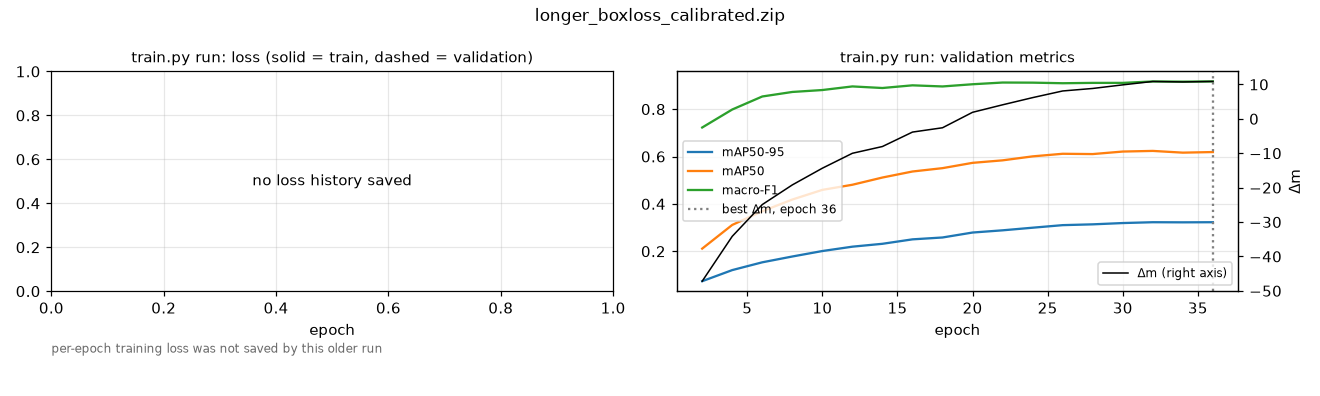 longer_boxloss_calibrated.zip
train.py run: loss (solid = train, dashed = validation)
1.0
0.8
0.6
0.4
0.2
0.0
no loss history saved
0.0 0.2 0.4 0.6 0.8 1.0
epoch
per-epoch training loss was not saved by this older run
train.py run: validation metrics
0.8
0.6
0.4
0.2
mAP50-95
mAP50
macro-F1
best Δm, epoch 36
Δm (right axis)
10
0
−10
−20
−30
−40
−50
Δm
5 10 15 20 25 30 35
epoch